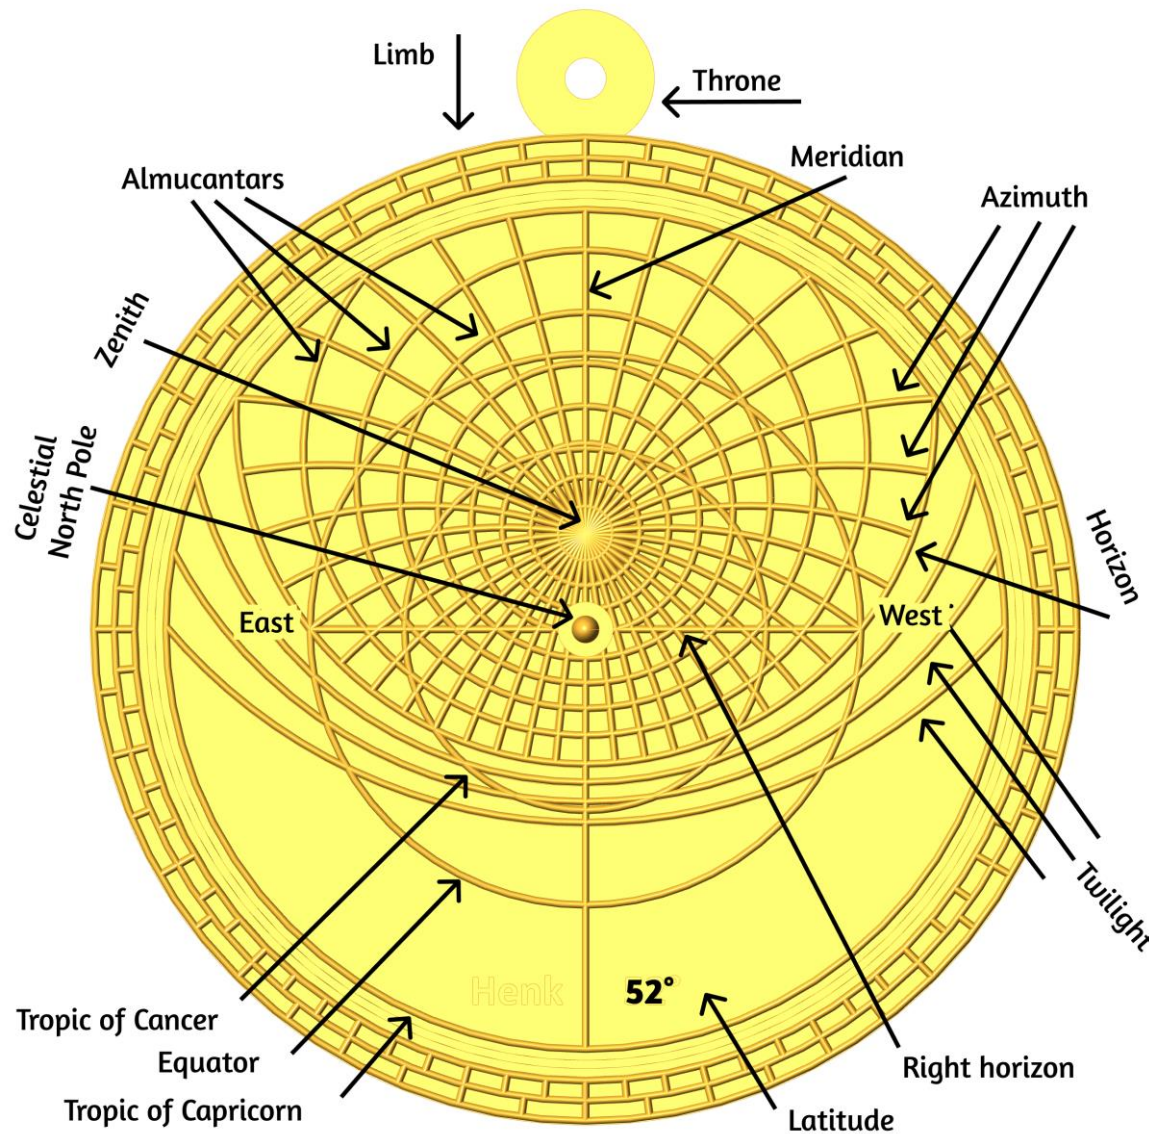 Limb
Throne
Meridian
Almucantars
Azimuth
Zenith
Celestial
North Pole
Horizon
East
West
Twilight
Henk
52°
Tropic of Cancer
Equator
Right horizon
Tropic of Capricorn
Latitude